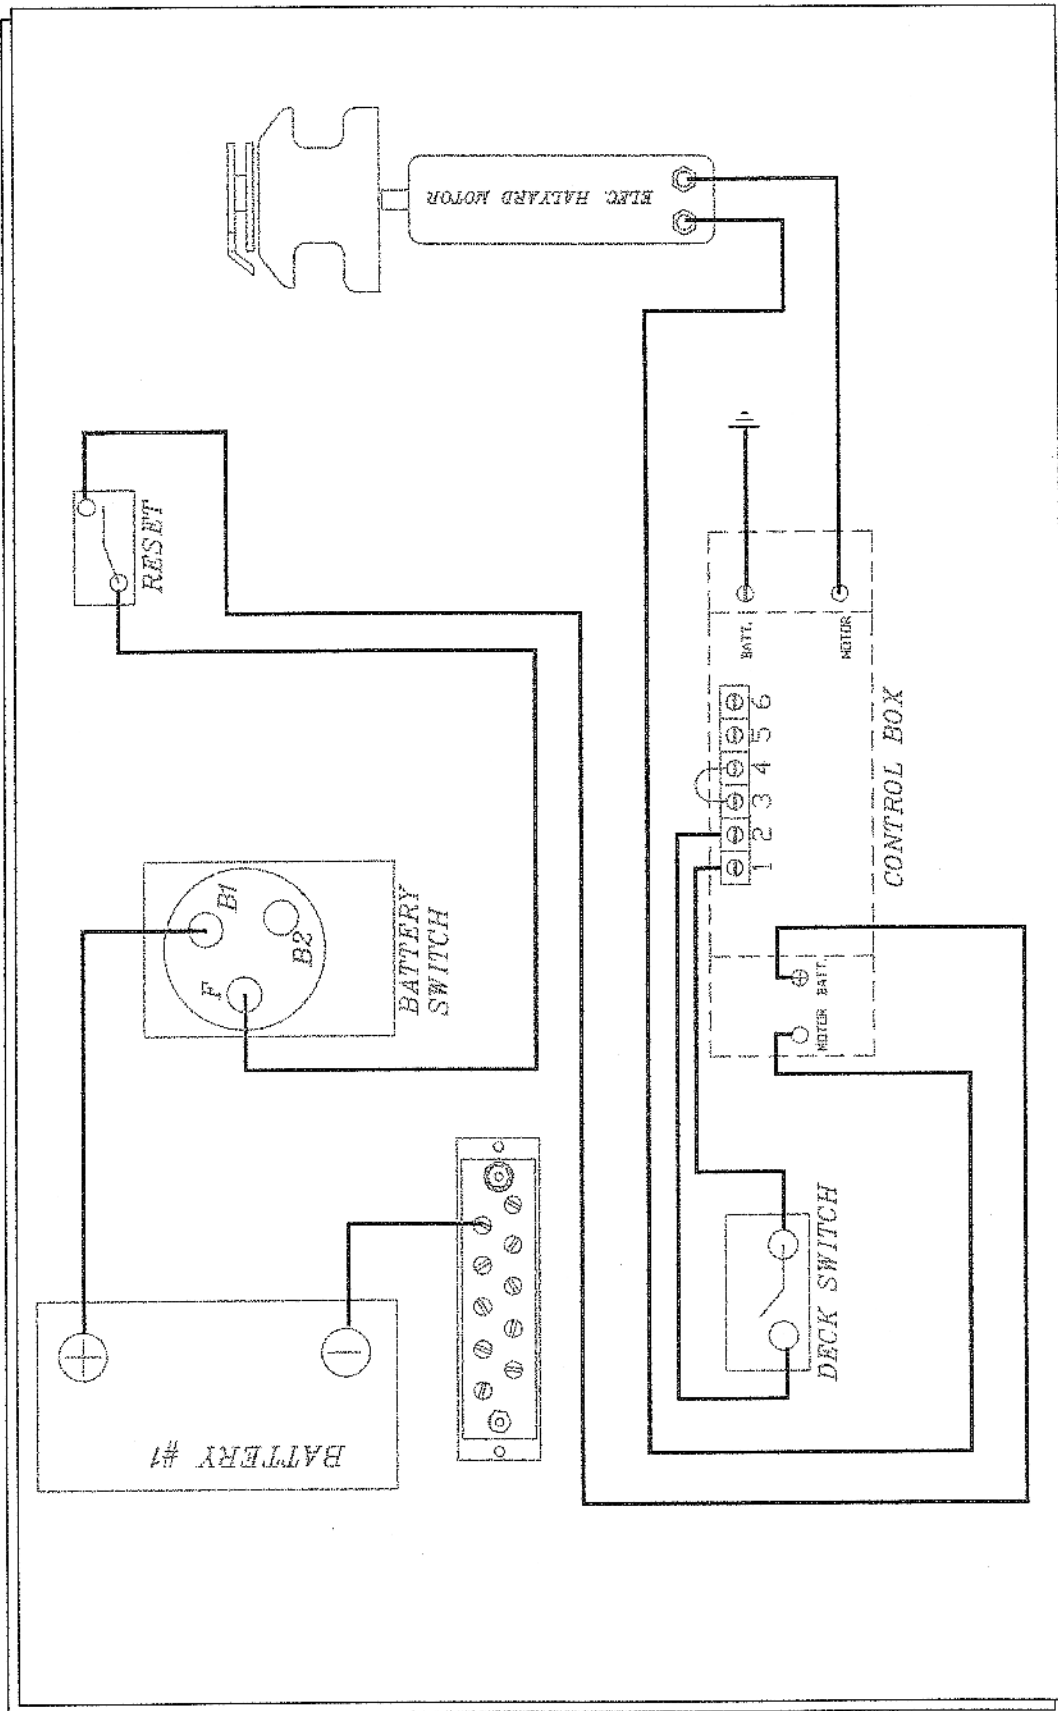 ELEC. HALYARD MOTOR
RESET
BATT.
MOTOR
1 2 3 4 5 6
CONTROL BOX
B1
B2
F
BATTERY
SWITCH
MOTOR BATT.
DECK SWITCH
BATTERY #1